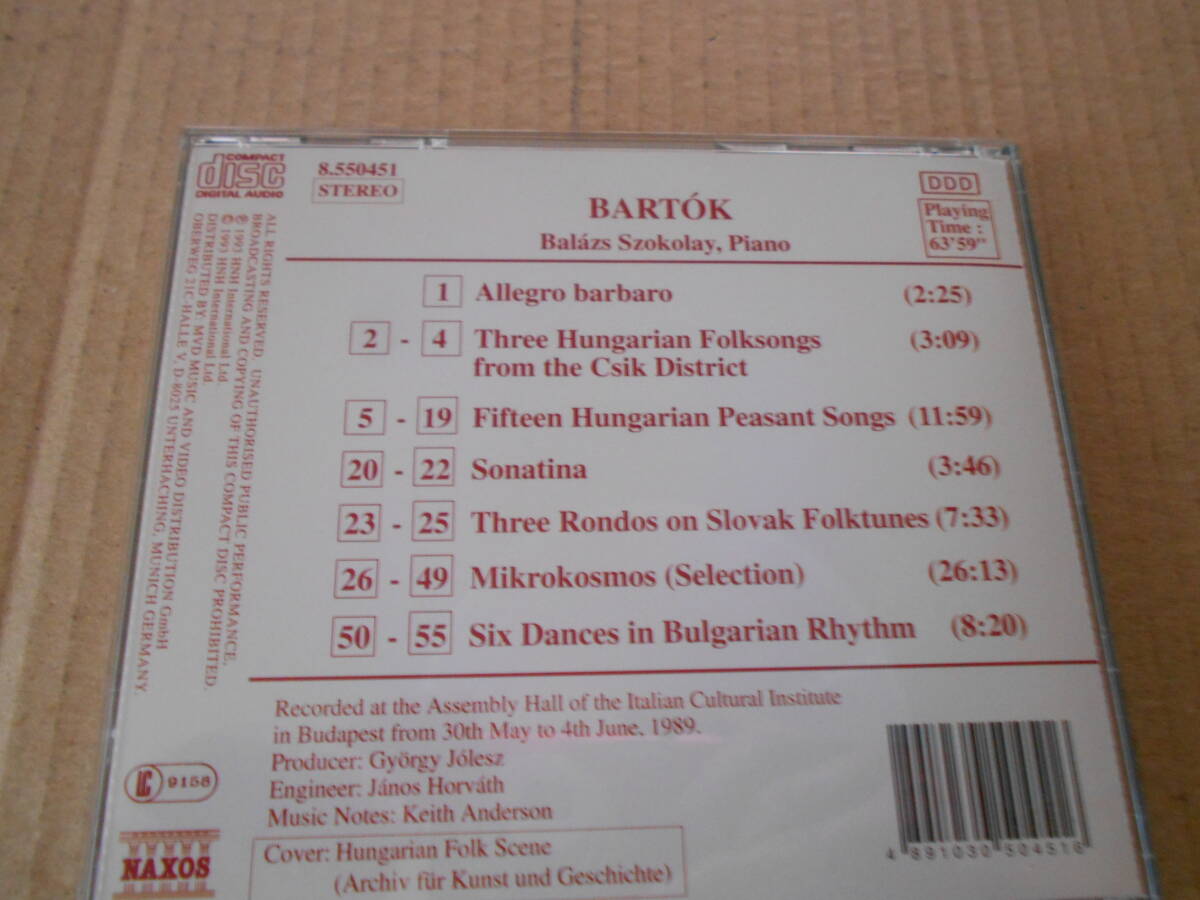 COMPACT
disc
DIGITAL AUDIO
8.550451
STEREO
BARTÓK
Balázs Szokolay, Piano
DDD
Playing
Time :
63'59"
1 Allegro barbaro (2:25)
2 - 4 Three Hungarian Folksongs (3:09)
from the Csik District
5 - 19 Fifteen Hungarian Peasant Songs (11:59)
20 - 22 Sonatina (3:46)
23 - 25 Three Rondos on Slovak Folktunes (7:33)
26 - 49 Mikrokosmos (Selection) (26:13)
50 - 55 Six Dances in Bulgarian Rhythm (8:20)
Recorded at the Assembly Hall of the Italian Cultural Institute
in Budapest from 30th May to 4th June, 1989.
Producer: György Jólesz
Engineer: János Horváth
Music Notes: Keith Anderson
Cover: Hungarian Folk Scene
(Archiv für Kunst und Geschichte)
ALL RIGHTS RESERVED. UNAUTHORISED PUBLIC PERFORMANCE,
BROADCASTING AND COPYING OF THIS COMPACT DISC PROHIBITED.
℗ 1993 HNH International Ltd.
© 1993 HNH International Ltd.
DISTRIBUTED BY: MVD MUSIC AND VIDEO DISTRIBUTION GmbH
OBERWEG 21C-HALLE V, D-8025 UNTERHACHING, MUNICH GERMANY.
LC 9158
NAXOS
4 891030 504516